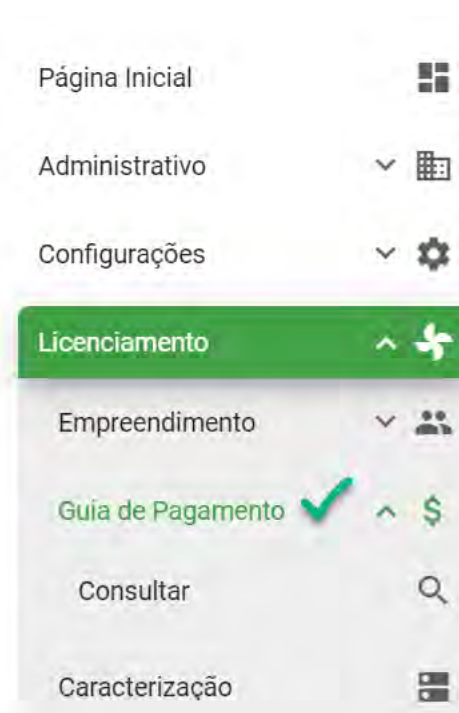 Página Inicial
Administrativo
Configurações
Licenciamento
Empreendimento
Guia de Pagamento
Consultar
Caracterização